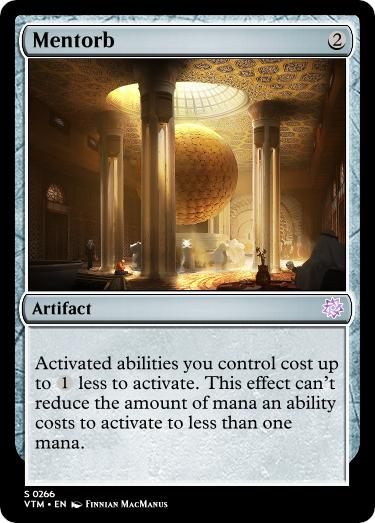 Mentorb 2
Artifact
Activated abilities you control cost up
to 1 less to activate. This effect can't
reduce the amount of mana an ability
costs to activate to less than one
mana.
S 0266
VTM • EN Finnian MacManus